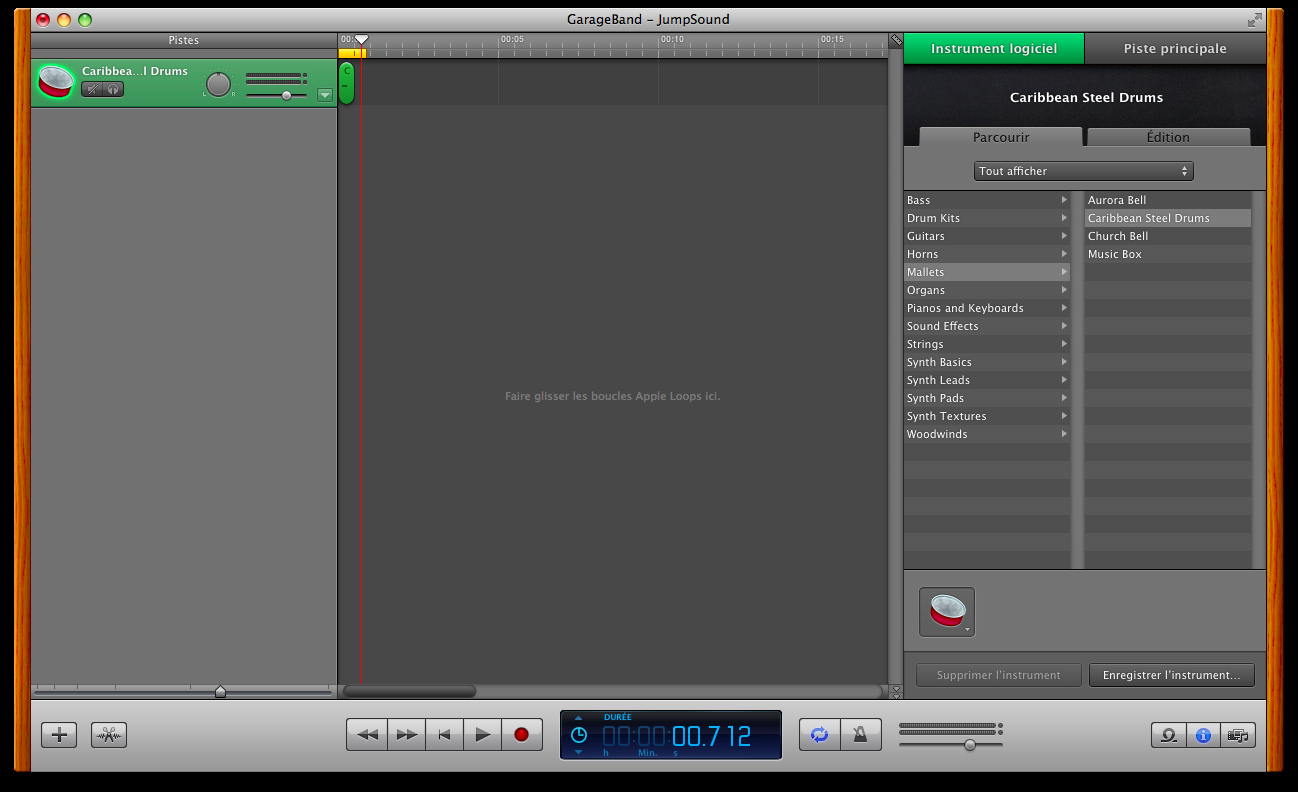 GarageBand – JumpSound
Pistes
00:
00:05
00:10
00:15
Instrument logiciel
Piste principale
Caribbea...l Drums
L R
C
Caribbean Steel Drums
Parcourir
Édition
Tout afficher
Bass
Drum Kits
Guitars
Horns
Mallets
Organs
Pianos and Keyboards
Sound Effects
Strings
Synth Basics
Synth Leads
Synth Pads
Synth Textures
Woodwinds
Aurora Bell
Caribbean Steel Drums
Church Bell
Music Box
Faire glisser les boucles Apple Loops ici.
Supprimer l'instrument
Enregistrer l'instrument...
DURÉE
00:00:00.712
h Min. s